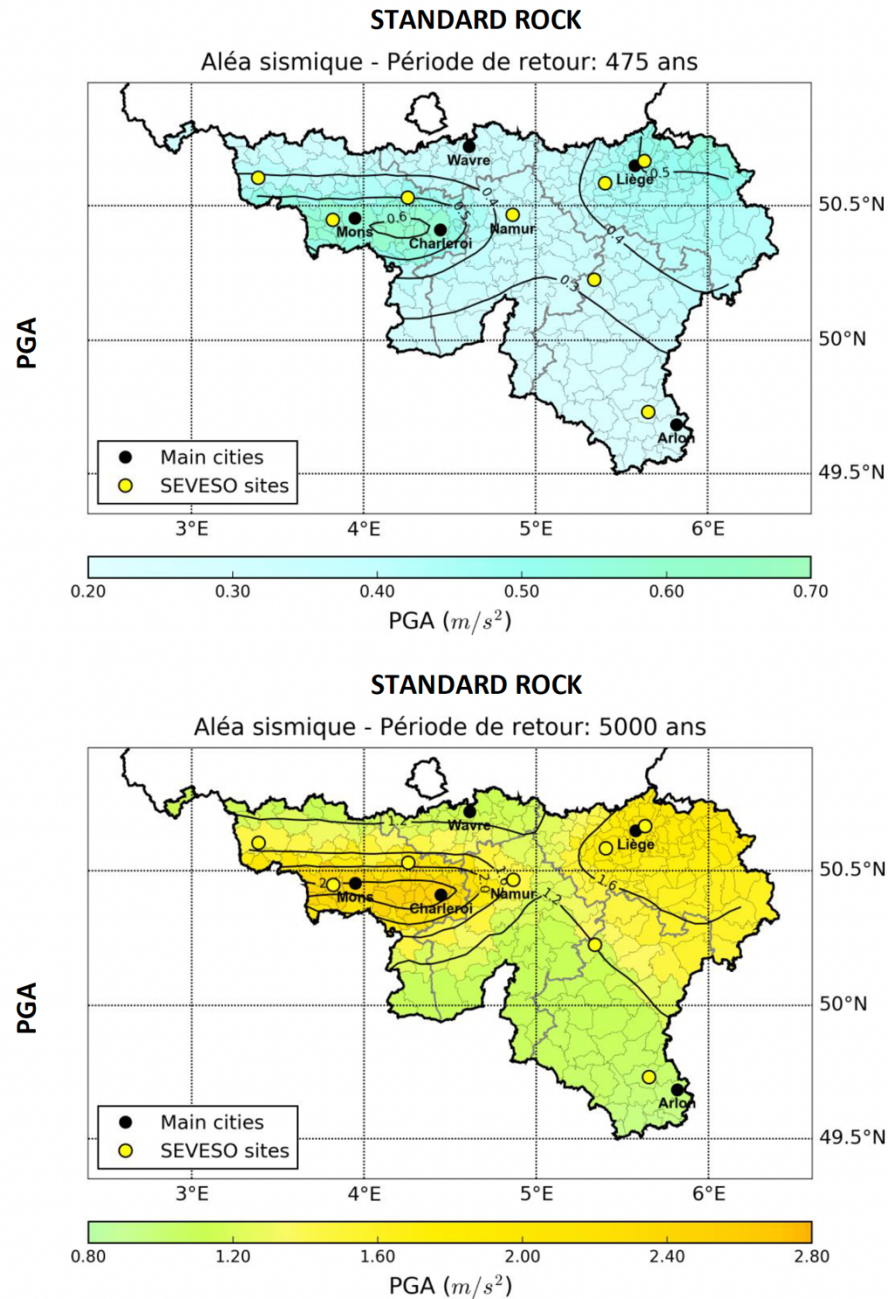 STANDARD ROCK
Aléa sismique - Période de retour: 475 ans
Wavre
Liège
0.5
0.4
0.5
0.6
Mons
Charleroi
Namur
0.4
0.3
Arlon
50.5°N
50°N
49.5°N
PGA
Main cities
SEVESO sites
3°E 4°E 5°E 6°E
0.20 0.30 0.40 0.50 0.60 0.70
PGA (m/s²)
STANDARD ROCK
Aléa sismique - Période de retour: 5000 ans
1.2
Wavre
Liège
1.6
2.0
2
Mons
Charleroi
Namur
1.2
Arlon
50.5°N
50°N
49.5°N
PGA
Main cities
SEVESO sites
3°E 4°E 5°E 6°E
0.80 1.20 1.60 2.00 2.40 2.80
PGA (m/s²)